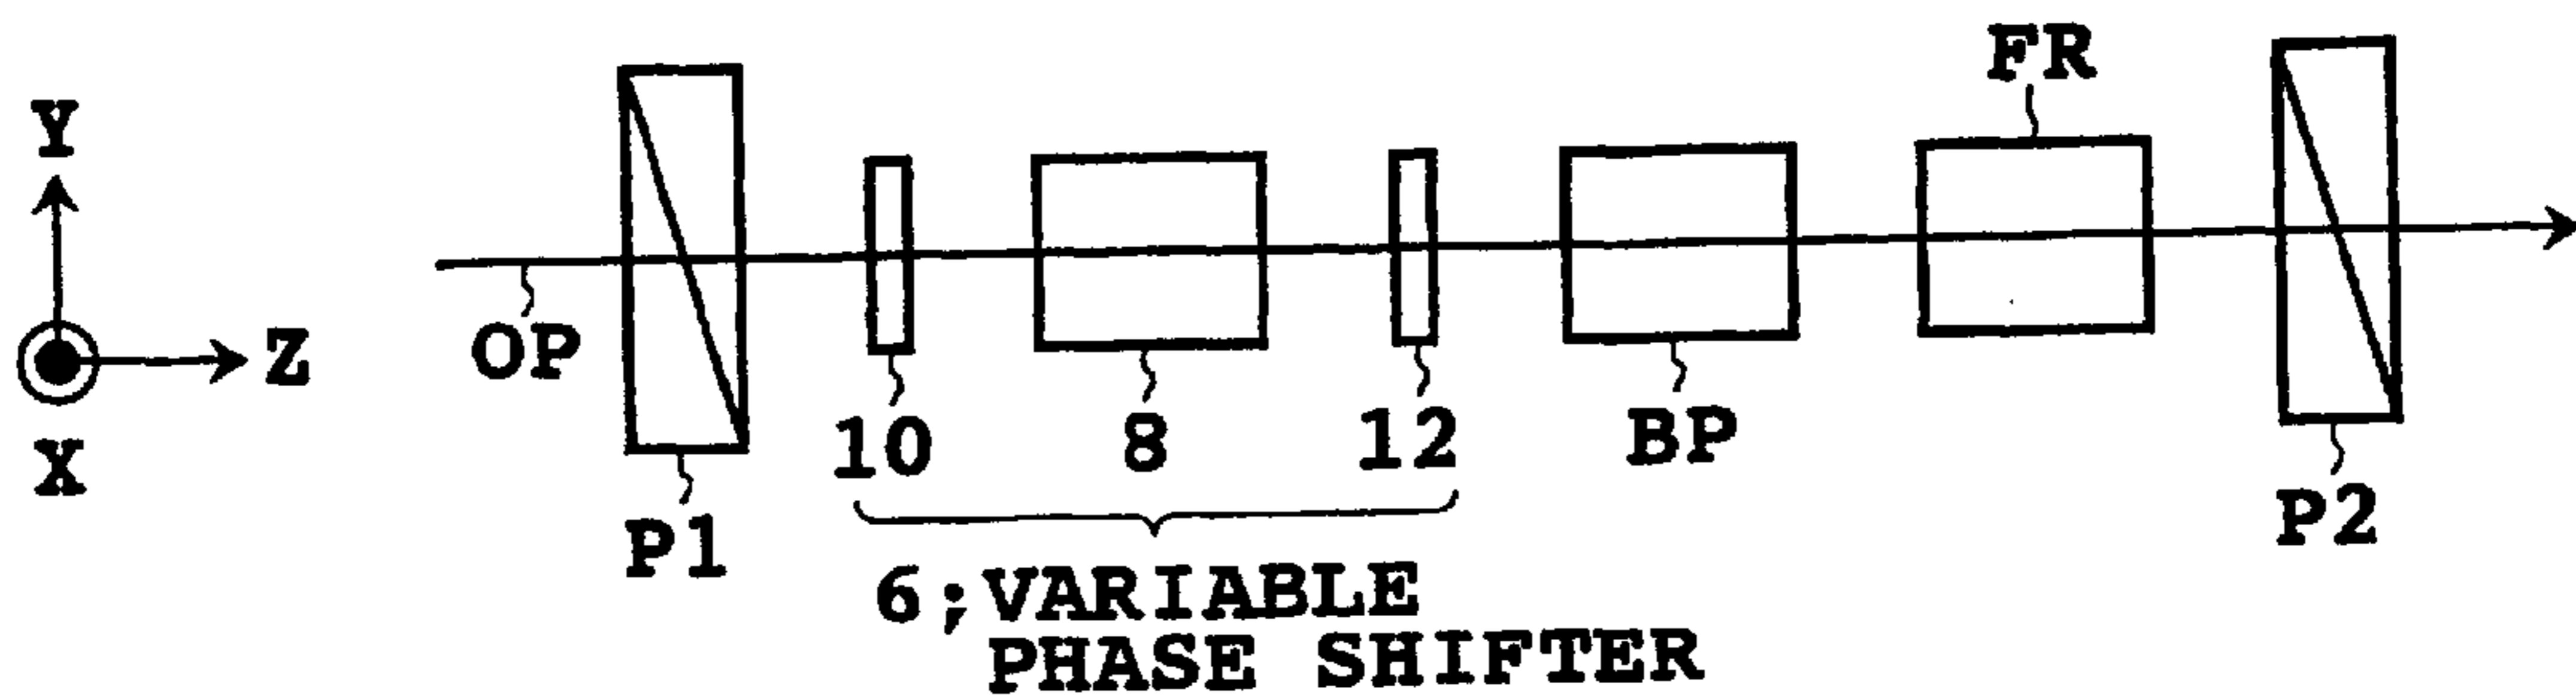 FR
Y
Z
OP
X
10
8
12
BP
P1
P2
6;VARIABLE
PHASE SHIFTER